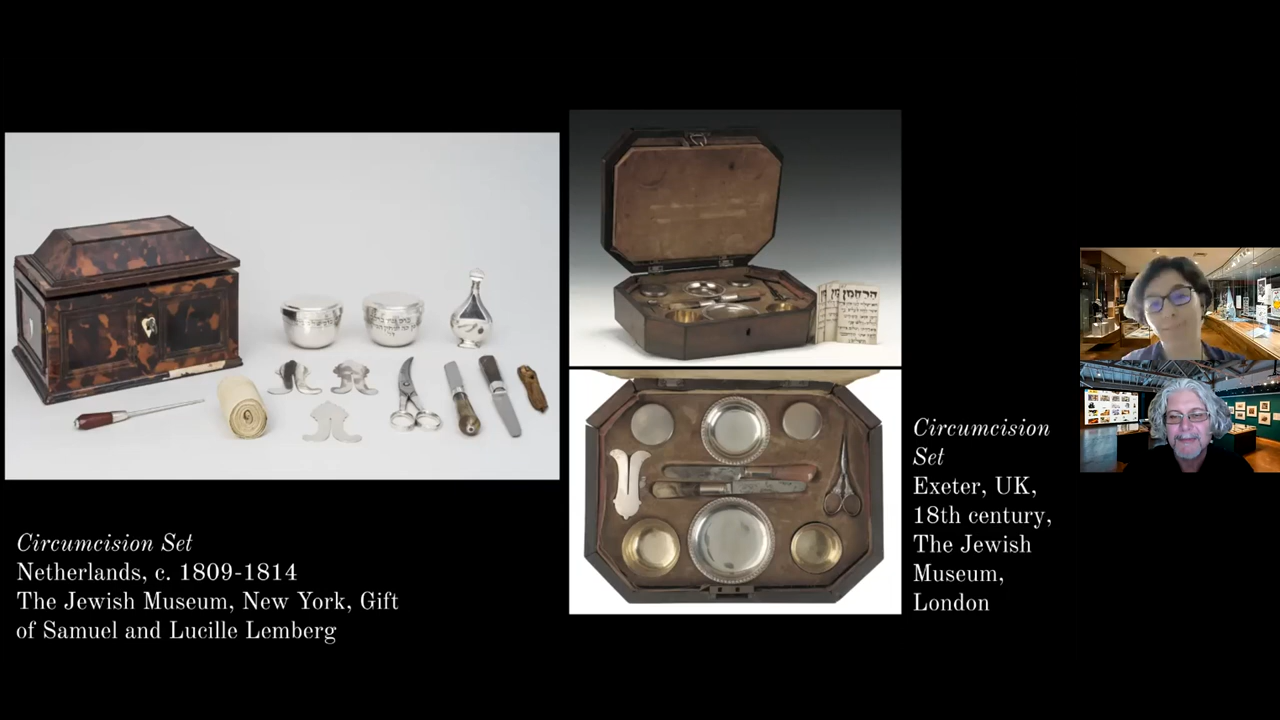 Circumcision Set
Netherlands, c. 1809-1814
The Jewish Museum, New York, Gift
of Samuel and Lucille Lemberg
Circumcision
Set
Exeter, UK,
18th century,
The Jewish
Museum,
London
הרחמן